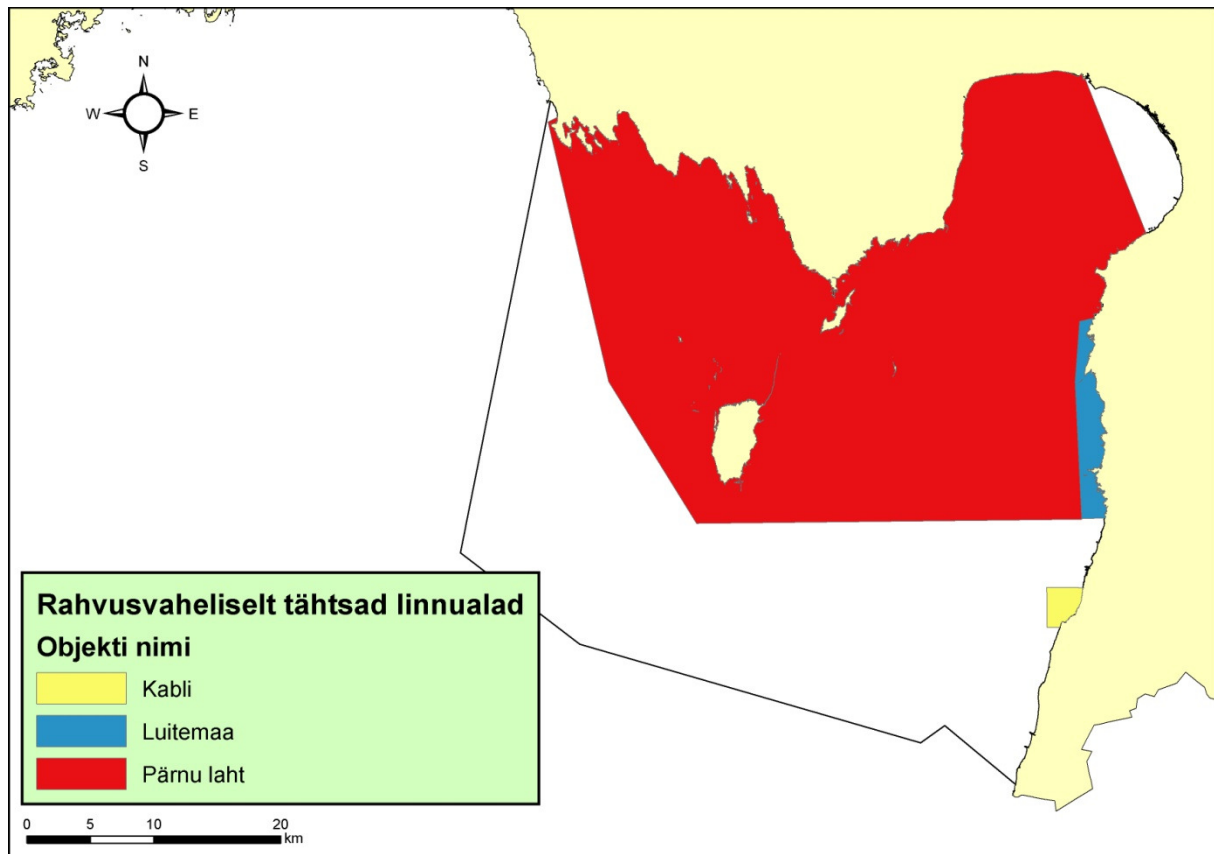 N
W E
S
Rahvusvaheliselt tähtsad linnualad
Objekti nimi
Kabli
Luitemaa
Pärnu laht
0 5 10 20
km